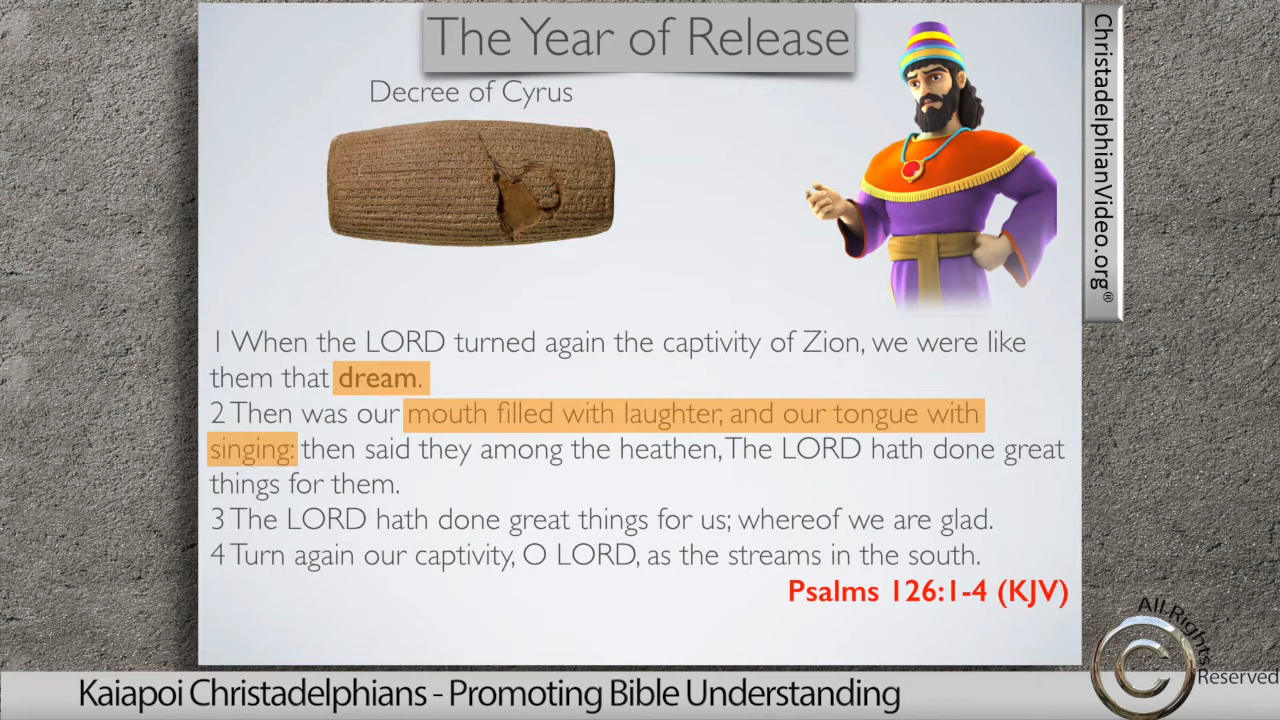 The Year of Release
Decree of Cyrus
ChristadelphianVideo.org®
1 When the LORD turned again the captivity of Zion, we were like
them that dream.
2 Then was our mouth filled with laughter, and our tongue with
singing: then said they among the heathen, The LORD hath done great
things for them.
3 The LORD hath done great things for us; whereof we are glad.
4 Turn again our captivity, O LORD, as the streams in the south.
Psalms 126:1-4 (KJV)
All Rights
©
Reserved
Kaiapoi Christadelphians - Promoting Bible Understanding